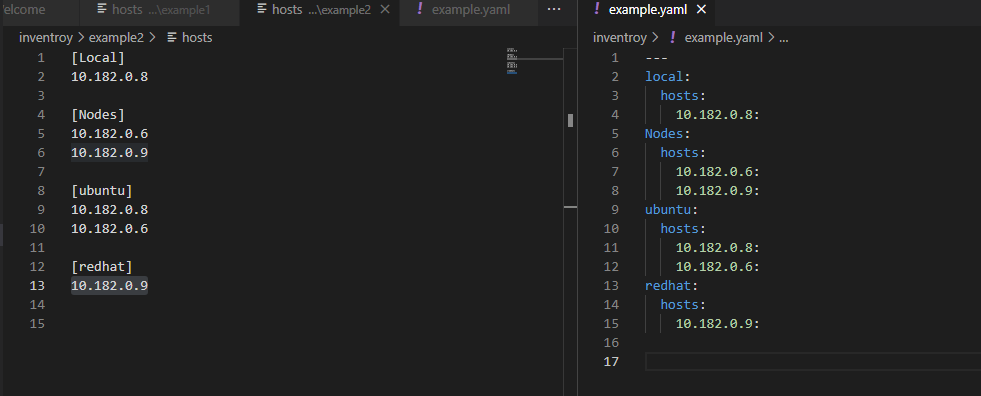 elcome hosts ...\example1 hosts ...\example2 example.yaml ...
inventroy > example2 > hosts
1 [Local]
2 10.182.0.8
3
4 [Nodes]
5 10.182.0.6
6 10.182.0.9
7
8 [ubuntu]
9 10.182.0.8
10 10.182.0.6
11
12 [redhat]
13 10.182.0.9
14
15
! example.yaml
inventroy > ! example.yaml > ...
1 ---
2 local:
3 hosts:
4 10.182.0.8:
5 Nodes:
6 hosts:
7 10.182.0.6:
8 10.182.0.9:
9 ubuntu:
10 hosts:
11 10.182.0.8:
12 10.182.0.6:
13 redhat:
14 hosts:
15 10.182.0.9:
16
17